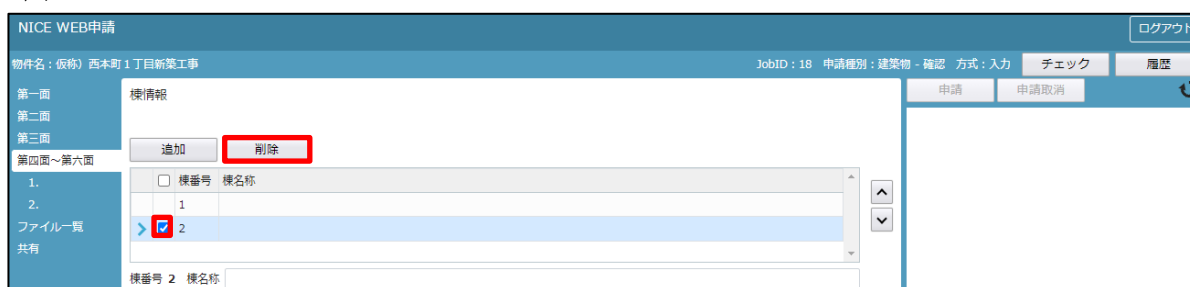 NICE WEB申請
ログアウト
物件名：仮称）西本町１丁目新築工事 JobID：18 申請種別：建築物 - 確認 方式：入力 チェック 履歴
第一面
第二面
第三面
第四面～第六面
1.
2.
ファイル一覧
共有
棟情報
追加 削除
棟番号 棟名称
1
2
棟番号 2 棟名称
申請 申請取消